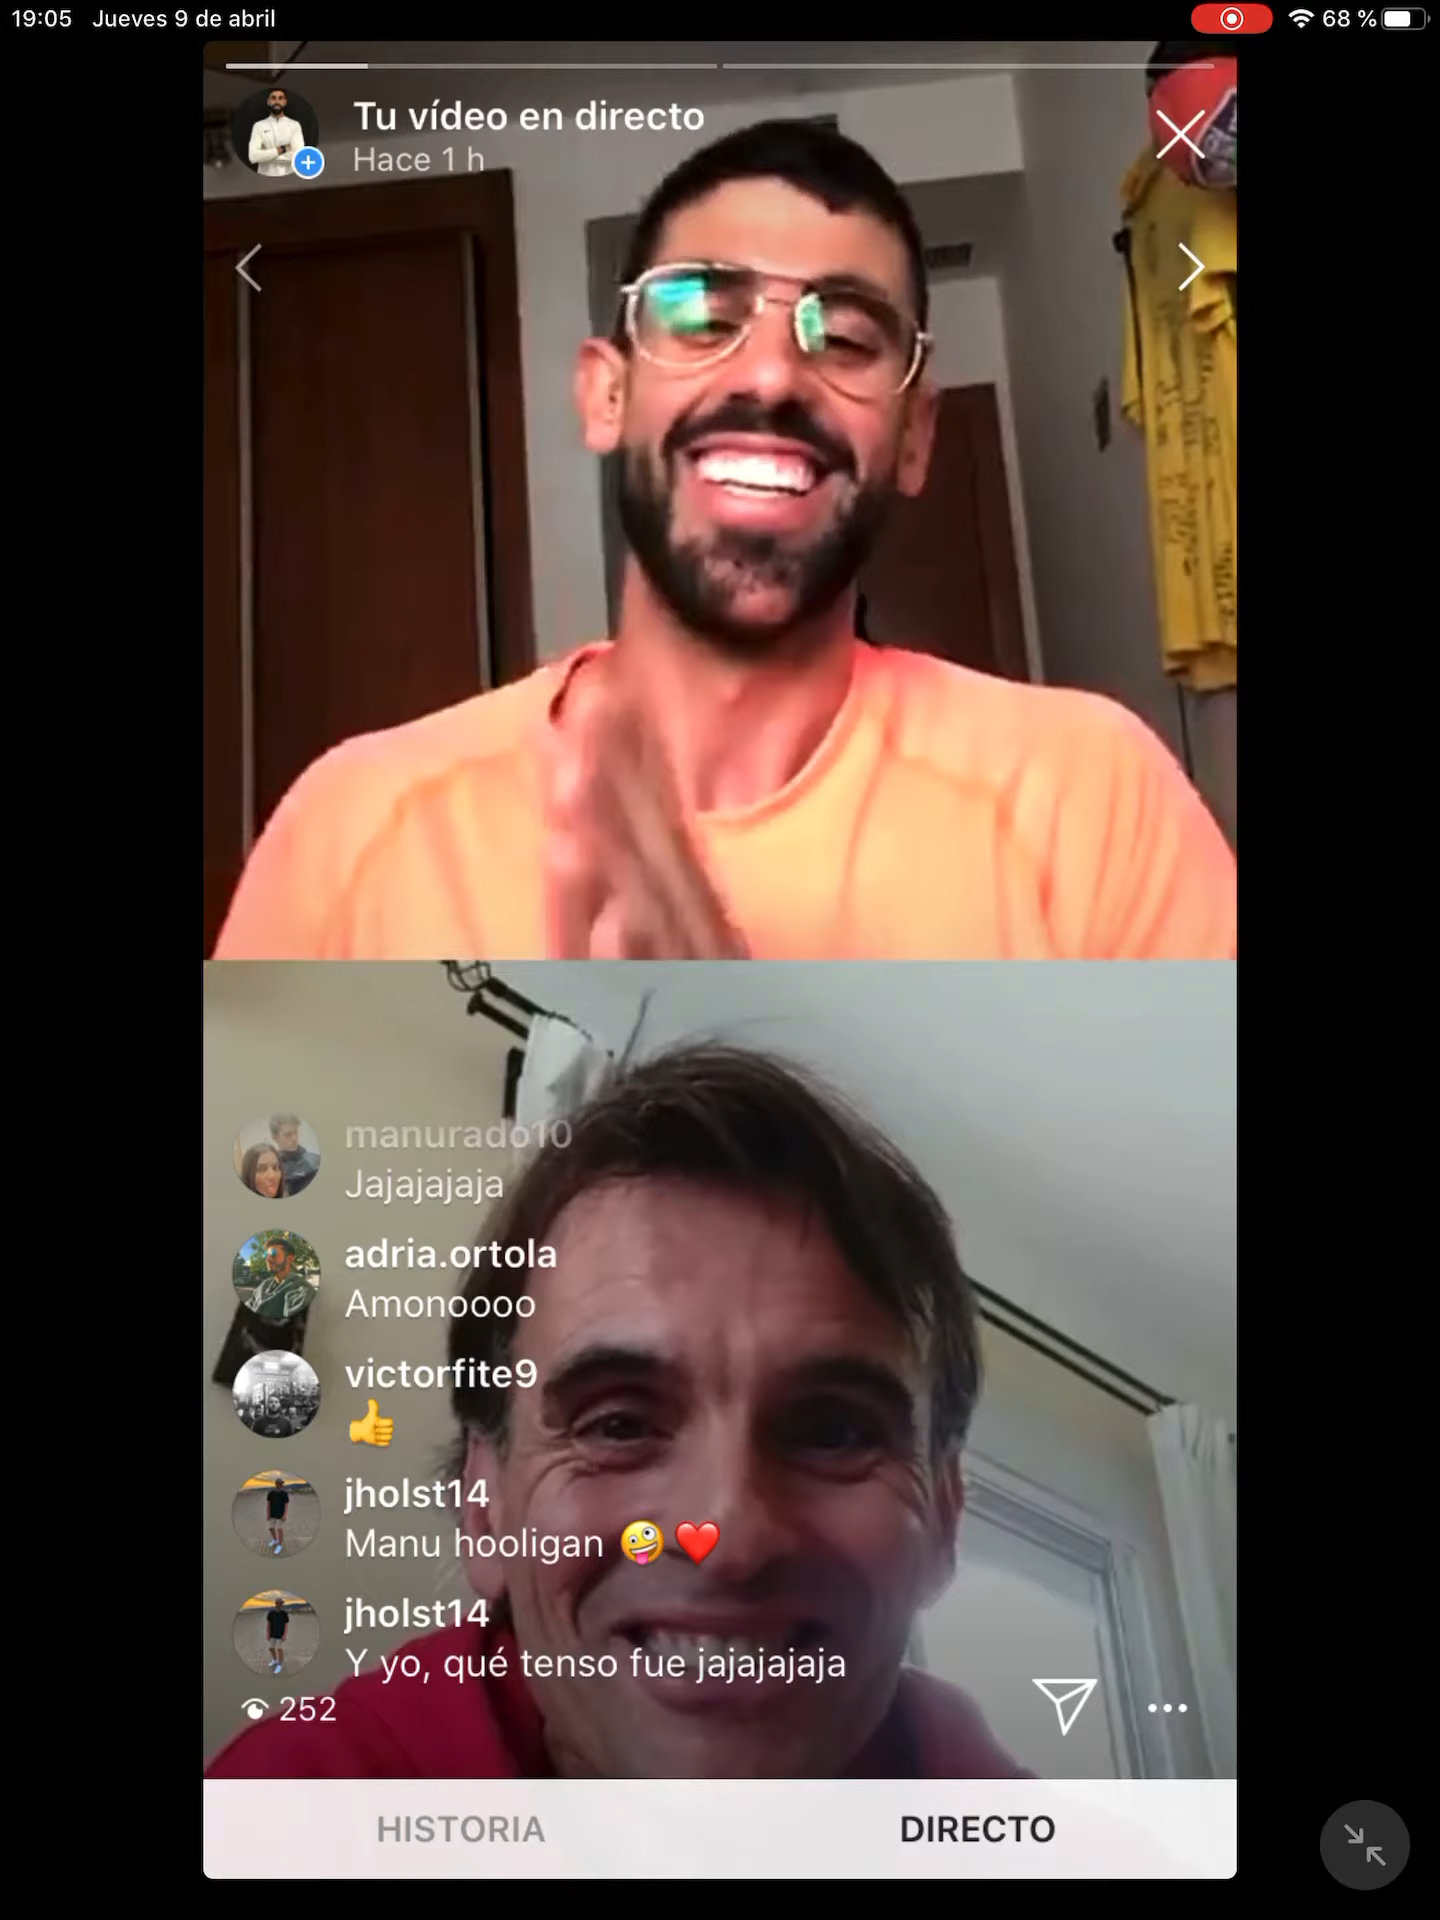 19:05 Jueves 9 de abril
68 %
Tu vídeo en directo
Hace 1 h
manurado10
Jajajajaja
adria.ortola
Amonoooo
victorfite9
👍
jholst14
Manu hooligan 🤪❤️
jholst14
Y yo, qué tenso fue jajajajaja
252
HISTORIA
DIRECTO